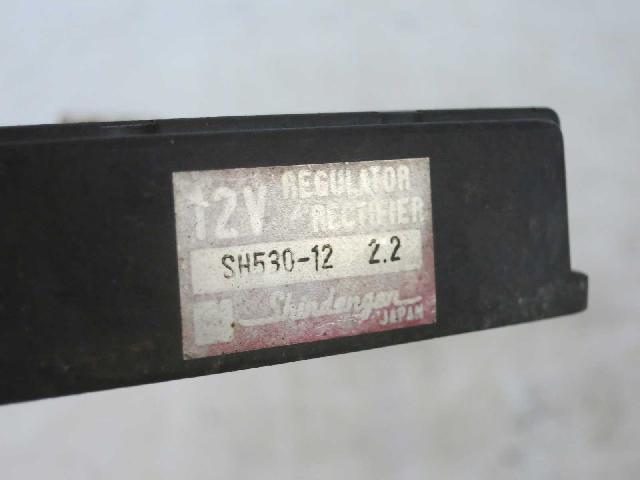 12V REGULATOR
RECTIFIER
SH530-12 2.2
Shindengen
JAPAN